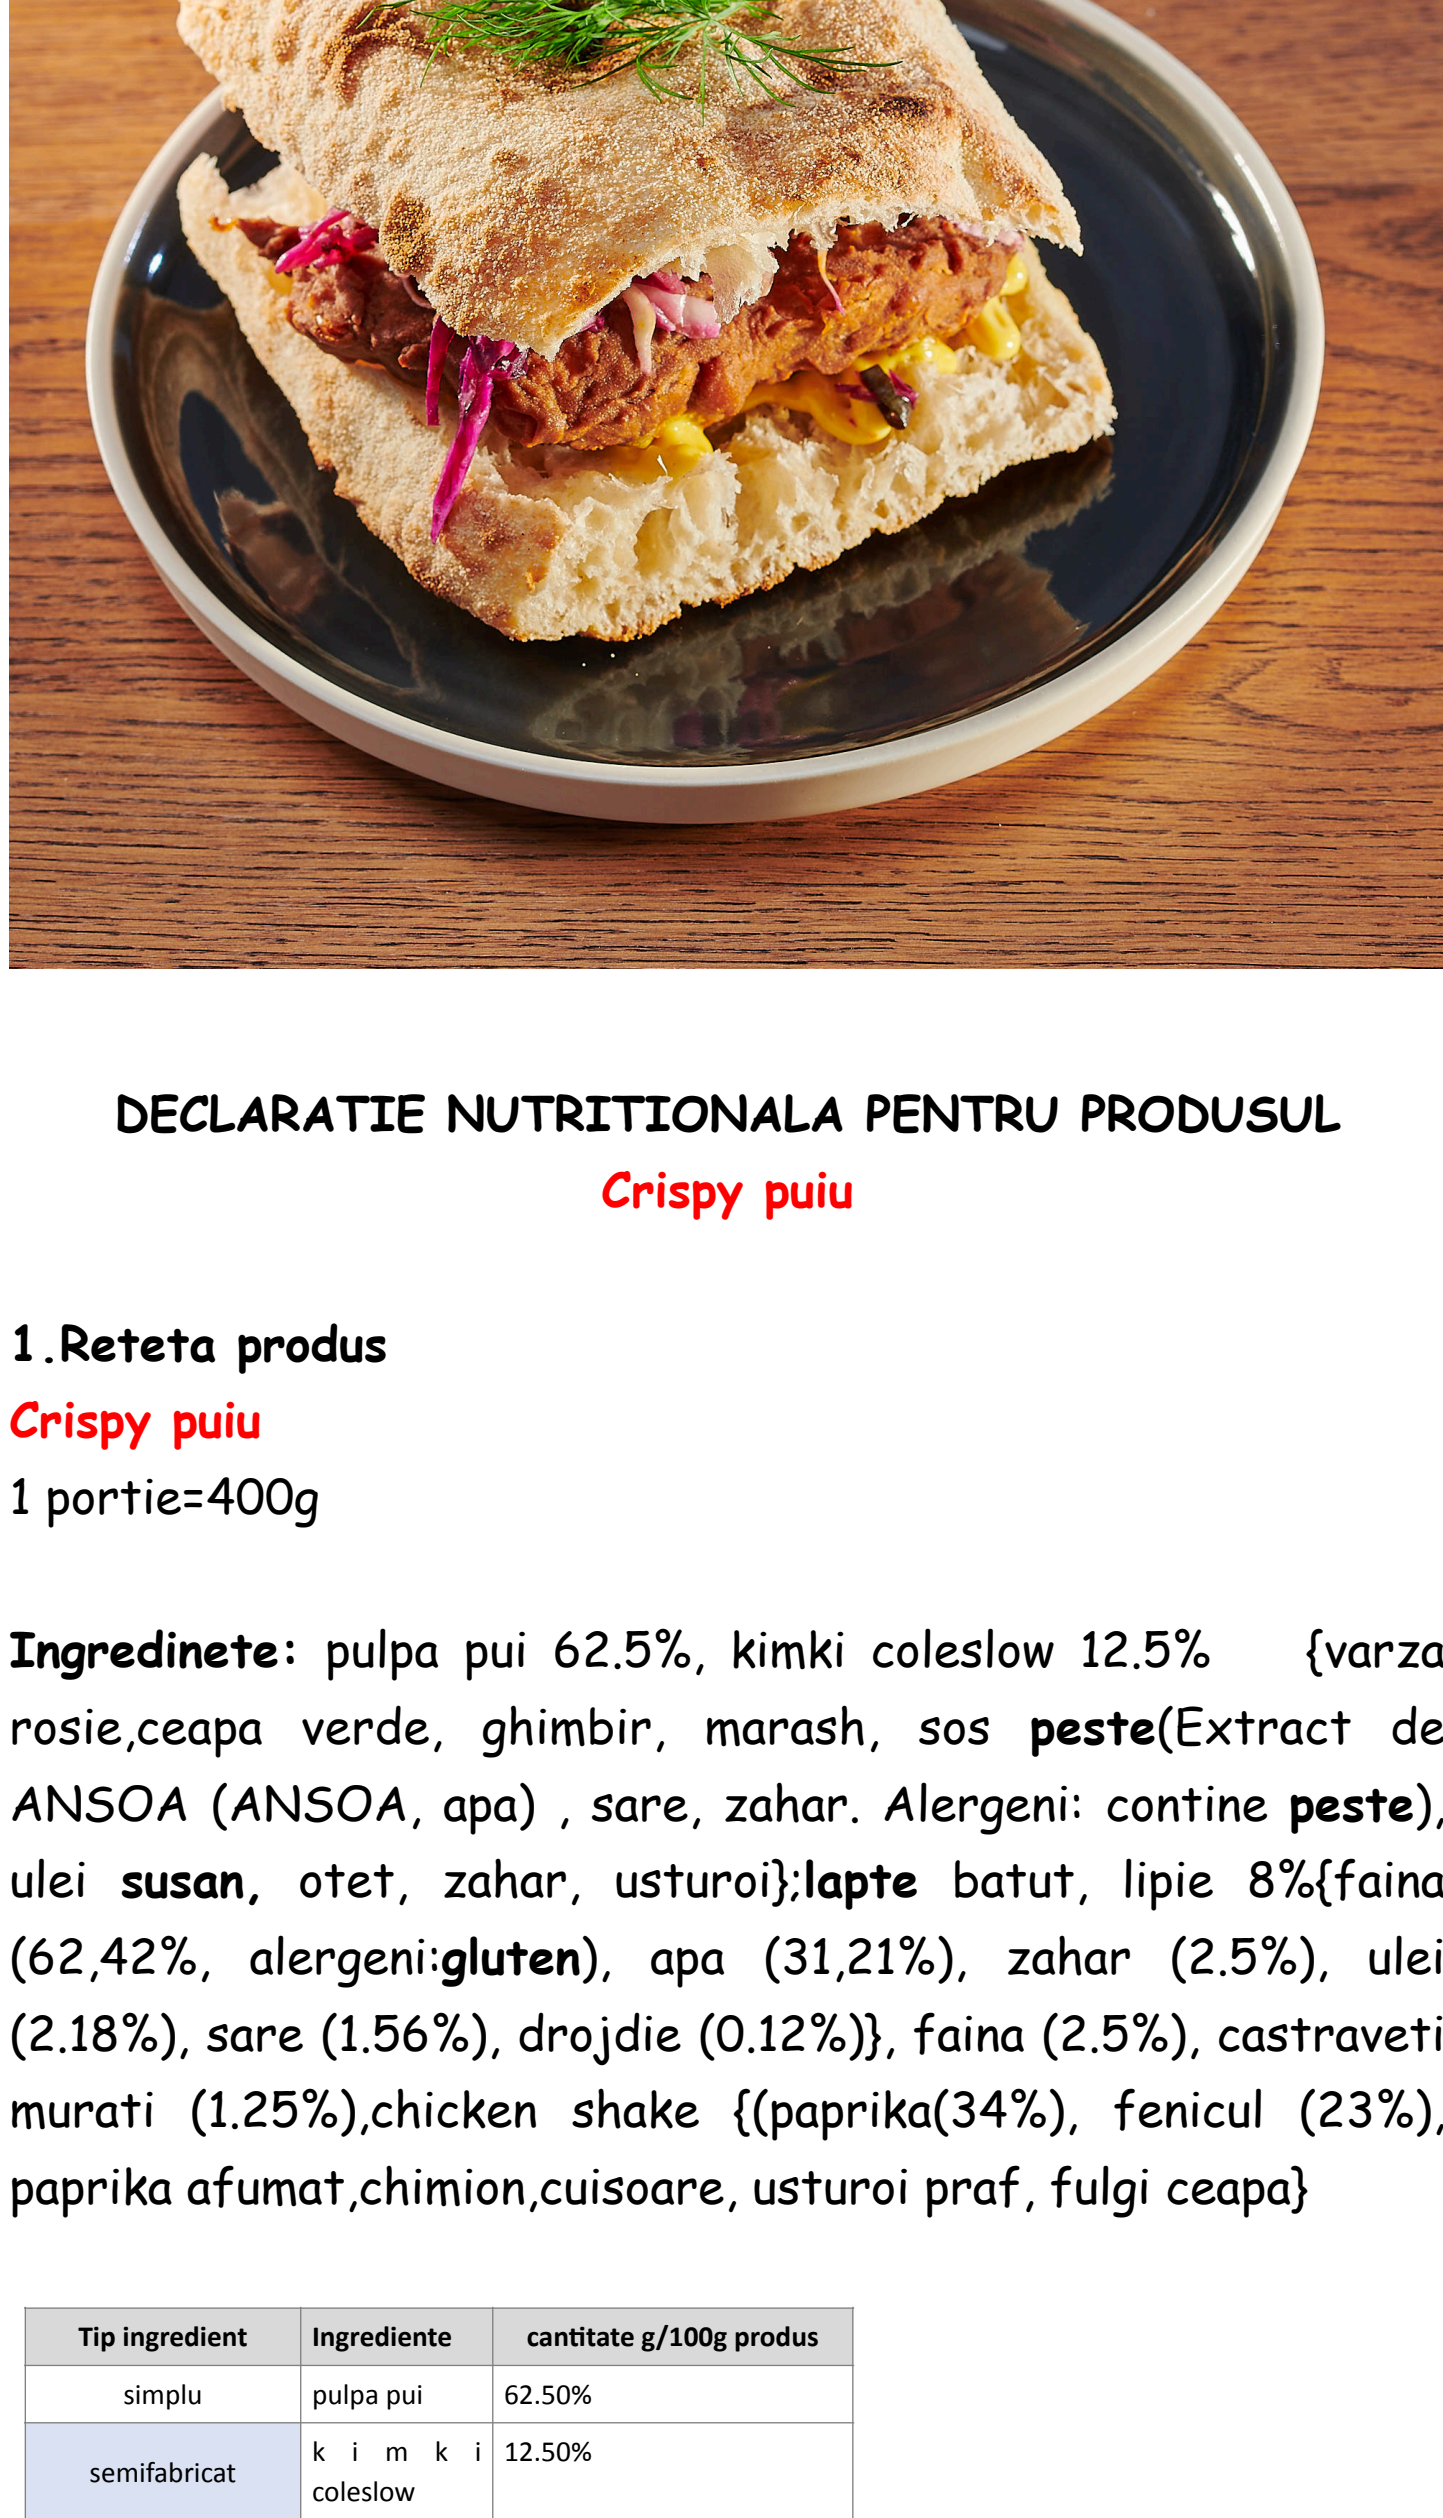 DECLARATIE NUTRITIONALA PENTRU PRODUSUL
Crispy puiu
1.Reteta produs
Crispy puiu
1 portie=400g
Ingredinete: pulpa pui 62.5%, kimki coleslow 12.5% {varza
rosie,ceapa verde, ghimbir, marash, sos peste(Extract de
ANSOA (ANSOA, apa) , sare, zahar. Alergeni: contine peste),
ulei susan, otet, zahar, usturoi};lapte batut, lipie 8%{faina
(62,42%, alergeni:gluten), apa (31,21%), zahar (2.5%), ulei
(2.18%), sare (1.56%), drojdie (0.12%)}, faina (2.5%), castraveti
murati (1.25%),chicken shake {(paprika(34%), fenicul (23%),
paprika afumat,chimion,cuisoare, usturoi praf, fulgi ceapa}
Tip ingredient Ingrediente cantitate g/100g produs
simplu pulpa pui 62.50%
semifabricat kimki coleslow 12.50%